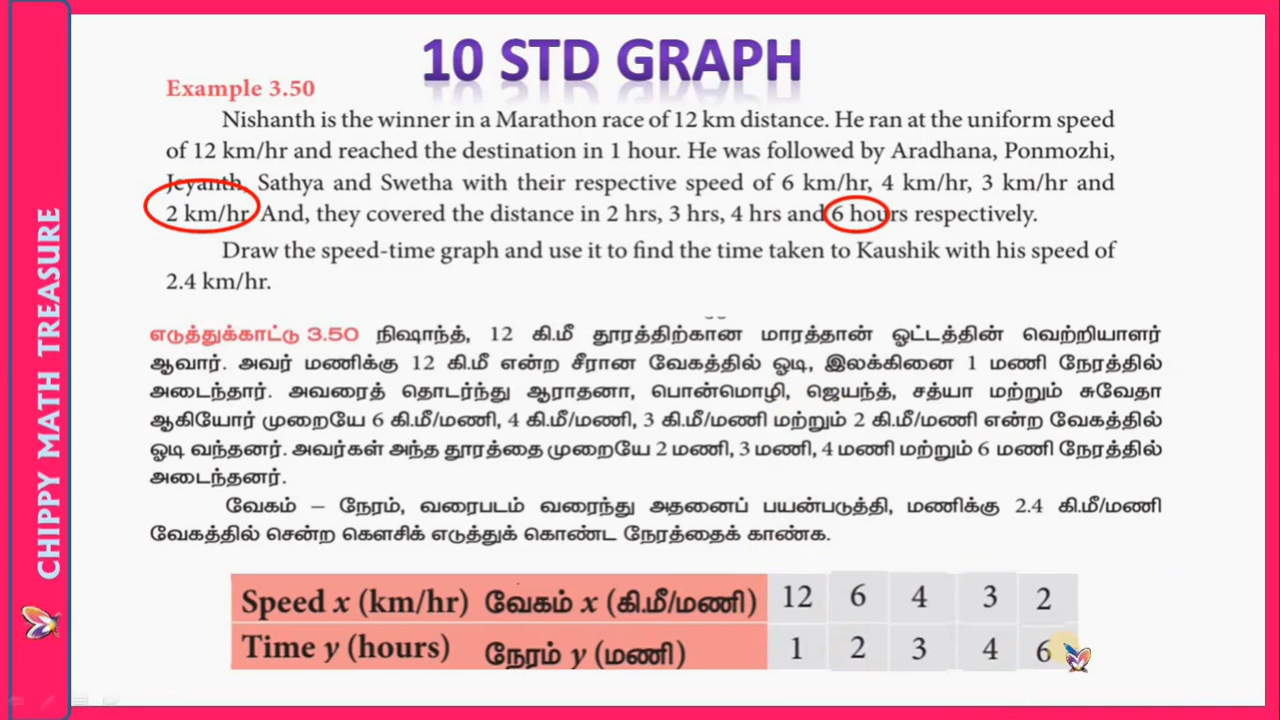 10 STD GRAPH
Example 3.50
Nishanth is the winner in a Marathon race of 12 km distance. He ran at the uniform speed
of 12 km/hr and reached the destination in 1 hour. He was followed by Aradhana, Ponmozhi,
Jeyanth, Sathya and Swetha with their respective speed of 6 km/hr, 4 km/hr, 3 km/hr and
2 km/hr. And, they covered the distance in 2 hrs, 3 hrs, 4 hrs and 6 hours respectively.
Draw the speed-time graph and use it to find the time taken to Kaushik with his speed of
2.4 km/hr.
எடுத்துக்காட்டு 3.50 நிஷாந்த், 12 கி.மீ தூரத்திற்கான மாரத்தான் ஓட்டத்தின் வெற்றியாளர்
ஆவார். அவர் மணிக்கு 12 கி.மீ என்ற சீரான வேகத்தில் ஓடி, இலக்கினை 1 மணி நேரத்தில்
அடைந்தார். அவரைத் தொடர்ந்து ஆராதனா, பொன்மொழி, ஜெயந்த், சத்யா மற்றும் சுவேதா
ஆகியோர் முறையே 6 கி.மீ/மணி, 4 கி.மீ/மணி, 3 கி.மீ/மணி மற்றும் 2 கி.மீ/மணி என்ற வேகத்தில்
ஓடி வந்தனர். அவர்கள் அந்த தூரத்தை முறையே 2 மணி, 3 மணி, 4 மணி மற்றும் 6 மணி நேரத்தில்
அடைந்தனர்.
வேகம் – நேரம், வரைபடம் வரைந்து அதனைப் பயன்படுத்தி, மணிக்கு 2.4 கி.மீ/மணி
வேகத்தில் சென்ற கௌசிக் எடுத்துக் கொண்ட நேரத்தைக் காண்க.
Speed x (km/hr) வேகம் x (கி.மீ/மணி) 12 6 4 3 2
Time y (hours) நேரம் y (மணி) 1 2 3 4 6
CHIPPY MATH TREASURE